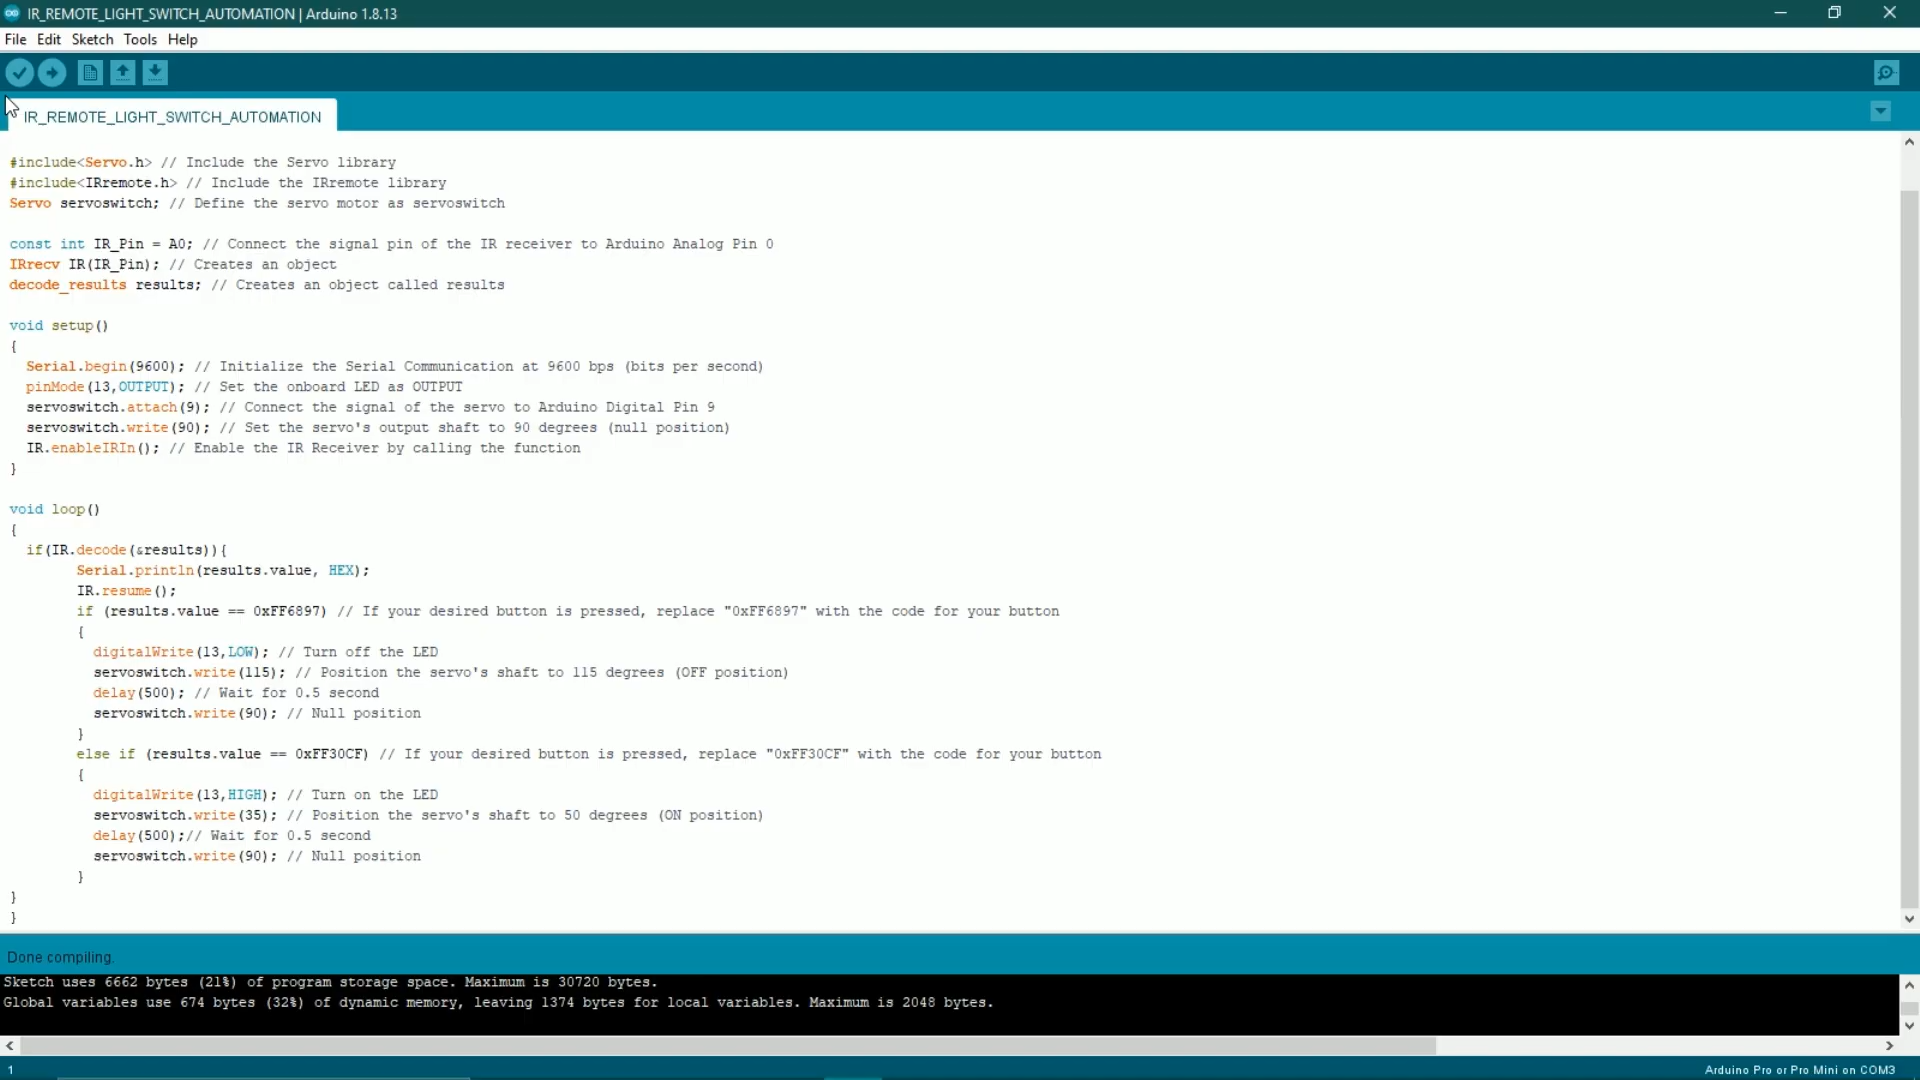 IR_REMOTE_LIGHT_SWITCH_AUTOMATION | Arduino 1.8.13
File Edit Sketch Tools Help
IR_REMOTE_LIGHT_SWITCH_AUTOMATION
#include<Servo.h> // Include the Servo library
#include<IRremote.h> // Include the IRremote library
Servo servoswitch; // Define the servo motor as servoswitch
const int IR_Pin = A0; // Connect the signal pin of the IR receiver to Arduino Analog Pin 0
IRrecv IR(IR_Pin); // Creates an object
decode_results results; // Creates an object called results
void setup()
{
Serial.begin(9600); // Initialize the Serial Communication at 9600 bps (bits per second)
pinMode(13,OUTPUT); // Set the onboard LED as OUTPUT
servoswitch.attach(9); // Connect the signal of the servo to Arduino Digital Pin 9
servoswitch.write(90); // Set the servo's output shaft to 90 degrees (null position)
IR.enableIRIn(); // Enable the IR Receiver by calling the function
}
void loop()
{
if(IR.decode(&results)){
Serial.println(results.value, HEX);
IR.resume();
if (results.value == 0xFF6897) // If your desired button is pressed, replace "0xFF6897" with the code for your button
{
digitalWrite(13,LOW); // Turn off the LED
servoswitch.write(115); // Position the servo's shaft to 115 degrees (OFF position)
delay(500); // Wait for 0.5 second
servoswitch.write(90); // Null position
}
else if (results.value == 0xFF30CF) // If your desired button is pressed, replace "0xFF30CF" with the code for your button
{
digitalWrite(13,HIGH); // Turn on the LED
servoswitch.write(35); // Position the servo's shaft to 50 degrees (ON position)
delay(500);// Wait for 0.5 second
servoswitch.write(90); // Null position
}
}
}
Done compiling.
Sketch uses 6662 bytes (21%) of program storage space. Maximum is 30720 bytes.
Global variables use 674 bytes (32%) of dynamic memory, leaving 1374 bytes for local variables. Maximum is 2048 bytes.
1
Arduino Pro or Pro Mini on COM3